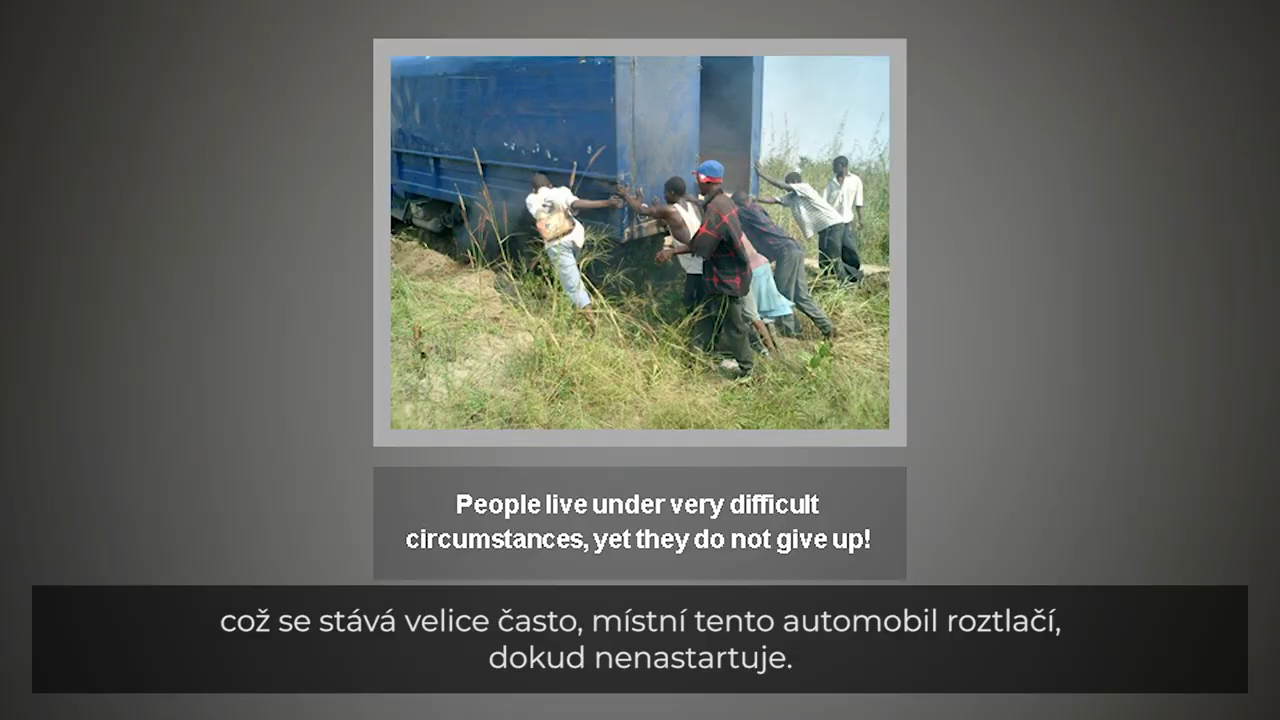 People live under very difficult
circumstances, yet they do not give up!
což se stává velice často, místní tento automobil roztlačí,
dokud nenastartuje.